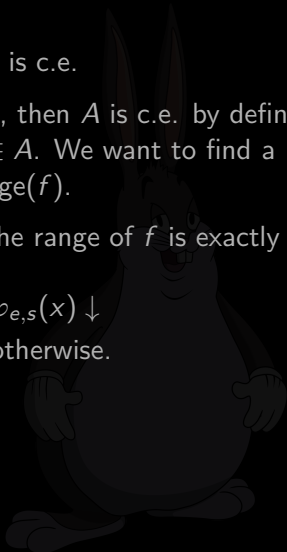 is c.e.
, then A is c.e. by defin
A. We want to find a
ge(f).
he range of f is exactly
φe,s(x) ↓
otherwise.